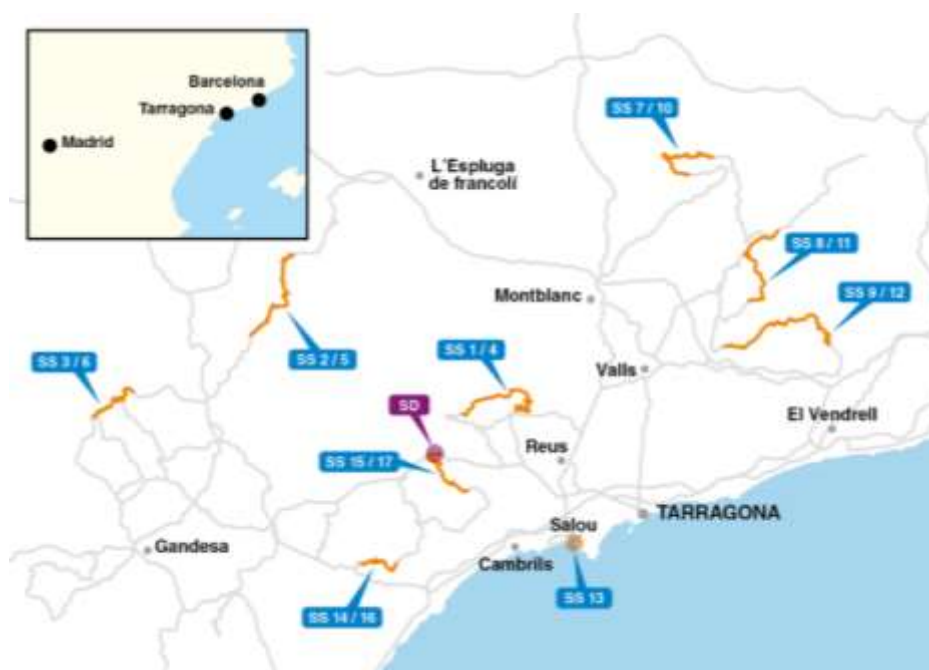 Barcelona
Tarragona
Madrid
SS 7 / 10
L'Espluga
de francolí
SS 8 / 11
SS 9 / 12
Montblanc
SS 2 / 5
SS 1 / 4
SS 3 / 6
Valls
SD
El Vendrell
Reus
SS 15 / 17
TARRAGONA
Salou
Gandesa
Cambrils
SS 13
SS 14 / 16